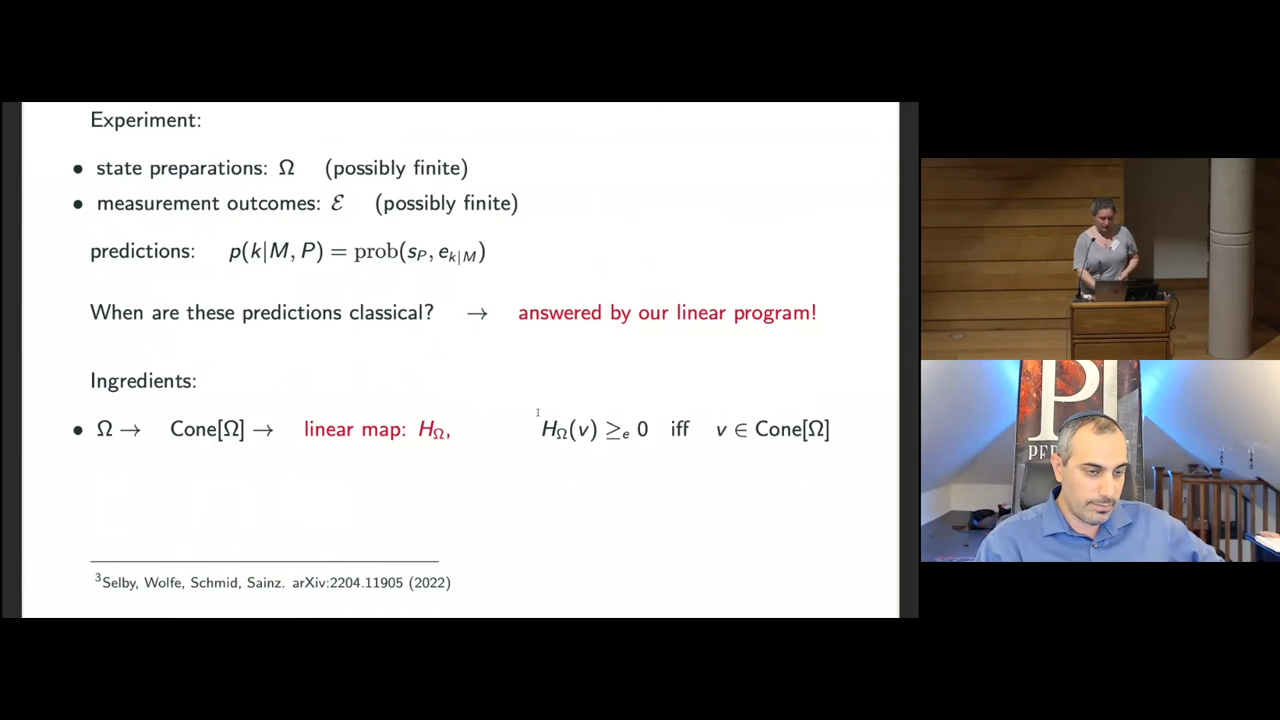 Experiment:
• state preparations: Ω (possibly finite)
• measurement outcomes: ℰ (possibly finite)
predictions: p(k|M, P) = prob(s_P, e_{k|M})
When are these predictions classical? → answered by our linear program!
Ingredients:
• Ω → Cone[Ω] → linear map: H_Ω, H_Ω(v) ≥_e 0 iff v ∈ Cone[Ω]
³Selby, Wolfe, Schmid, Sainz. arXiv:2204.11905 (2022)
PI